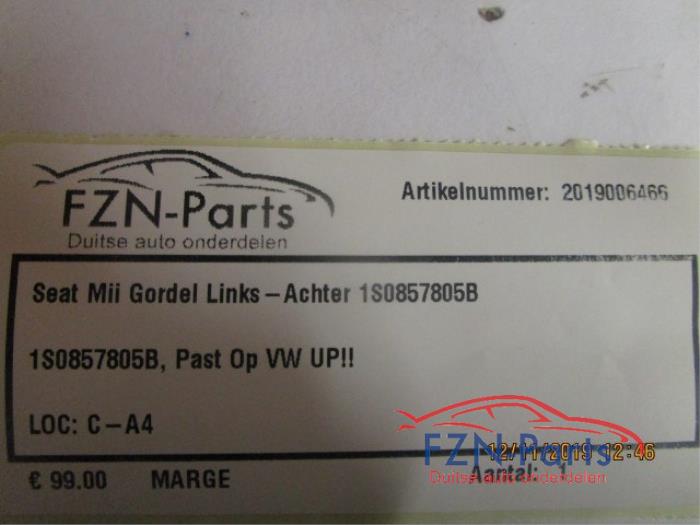 FZN-Parts
Duitse auto onderdelen
Artikelnummer: 2019006466
Seat Mii Gordel Links - Achter 1S0857805B
1S0857805B, Past Op VW UP!!
LOC: C-A4
€ 99.00 MARGE
Aantal: 1
12/11/2019 12:46
FZN-Parts
Duitse auto onderdelen